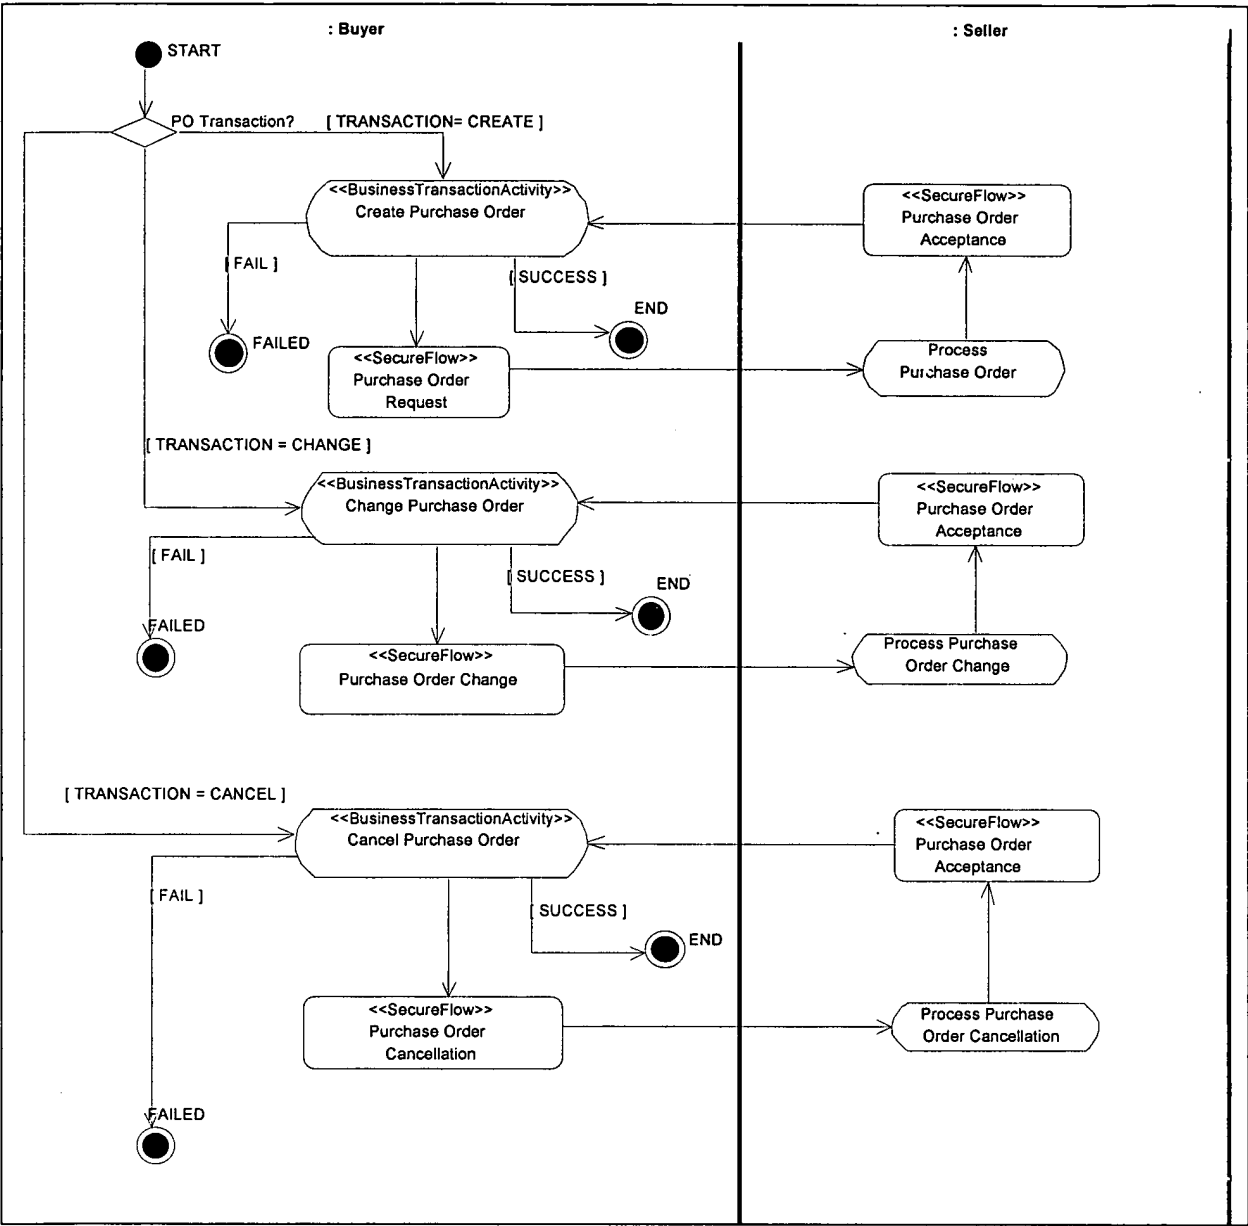 : Buyer
: Seller
START
PO Transaction?
[ TRANSACTION= CREATE ]
<<BusinessTransactionActivity>>
Create Purchase Order
<<SecureFlow>>
Purchase Order
Acceptance
[ FAIL ]
[ SUCCESS ]
END
FAILED
<<SecureFlow>>
Purchase Order
Request
Process
Purchase Order
[ TRANSACTION = CHANGE ]
<<BusinessTransactionActivity>>
Change Purchase Order
<<SecureFlow>>
Purchase Order
Acceptance
[ FAIL ]
[ SUCCESS ]
END
FAILED
<<SecureFlow>>
Purchase Order Change
Process Purchase
Order Change
[ TRANSACTION = CANCEL ]
<<BusinessTransactionActivity>>
Cancel Purchase Order
<<SecureFlow>>
Purchase Order
Acceptance
[ FAIL ]
[ SUCCESS ]
END
<<SecureFlow>>
Purchase Order
Cancellation
Process Purchase
Order Cancellation
FAILED